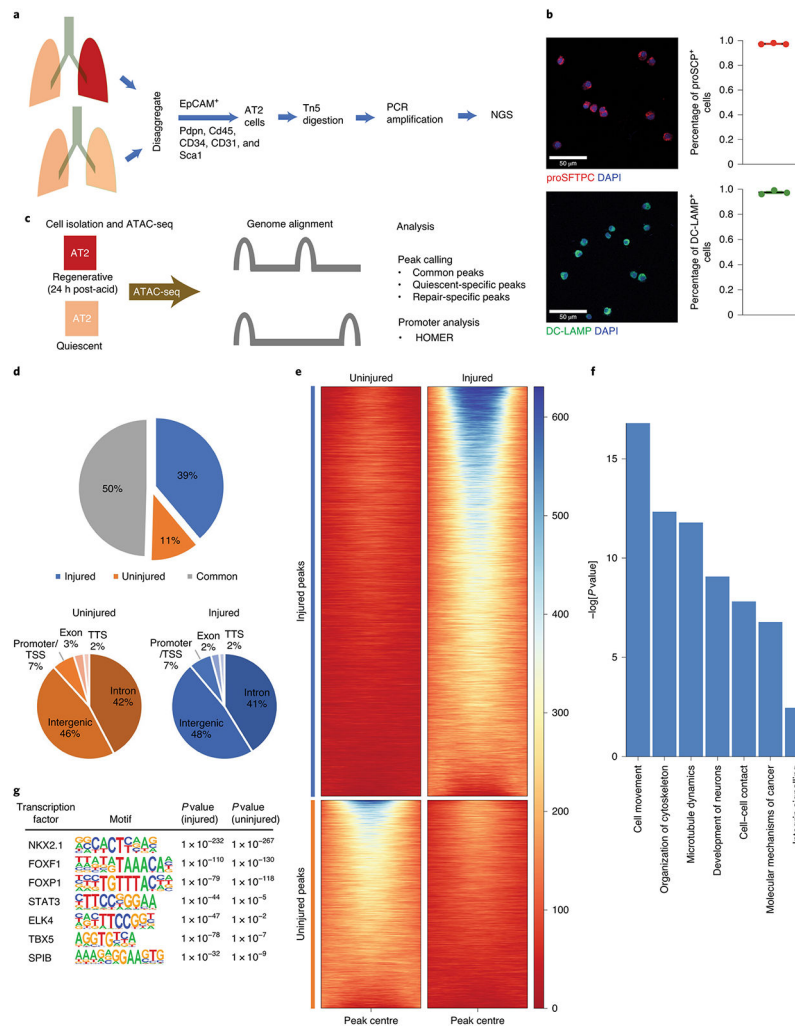 a
Disaggregate
EpCAM⁺
Pdpn, Cd45,
CD34, CD31, and
Sca1
AT2
cells
Tn5
digestion
PCR
amplification
NGS
b
50 µm
proSFTPC DAPI
Percentage of proSCP⁺
cells
1.0
0.8
0.6
0.4
0.2
0
50 µm
DC-LAMP DAPI
Percentage of DC-LAMP⁺
cells
1.0
0.8
0.6
0.4
0.2
0
c
Cell isolation and ATAC-seq
AT2
Regenerative
(24 h post-acid)
AT2
Quiescent
ATAC-seq
Genome alignment
Analysis
Peak calling
• Common peaks
• Quiescent-specific peaks
• Repair-specific peaks
Promoter analysis
• HOMER
d
50%
39%
11%
Injured
Uninjured
Common
Uninjured
Promoter/
TSS
7%
Exon
3%
TTS
2%
Intron
42%
Intergenic
46%
Injured
Promoter
/TSS
7%
Exon
2%
TTS
2%
Intron
41%
Intergenic
48%
e
Uninjured
Injured
Injured peaks
Uninjured peaks
Peak centre
Peak centre
600
500
400
300
200
100
0
f
–log[P value]
15
10
5
0
Cell movement
Organization of cytoskeleton
Microtubule dynamics
Development of neurons
Cell–cell contact
Molecular mechanisms of cancer
g
Transcription
factor
Motif
P value
(injured)
P value
(uninjured)
NKX2.1
1 × 10⁻²³²
1 × 10⁻²⁶⁷
FOXF1
1 × 10⁻¹¹⁰
1 × 10⁻¹³⁰
FOXP1
1 × 10⁻⁷⁹
1 × 10⁻¹¹⁸
STAT3
1 × 10⁻⁴⁴
1 × 10⁻⁵
ELK4
1 × 10⁻⁴⁷
1 × 10⁻²
TBX5
1 × 10⁻⁷⁸
1 × 10⁻⁷
SPIB
1 × 10⁻³²
1 × 10⁻⁹